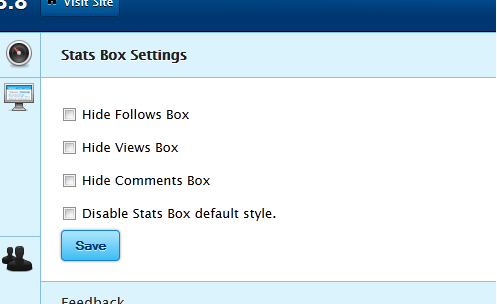 Visit Site
Stats Box Settings
Hide Follows Box
Hide Views Box
Hide Comments Box
Disable Stats Box default style.
Save
Feedback